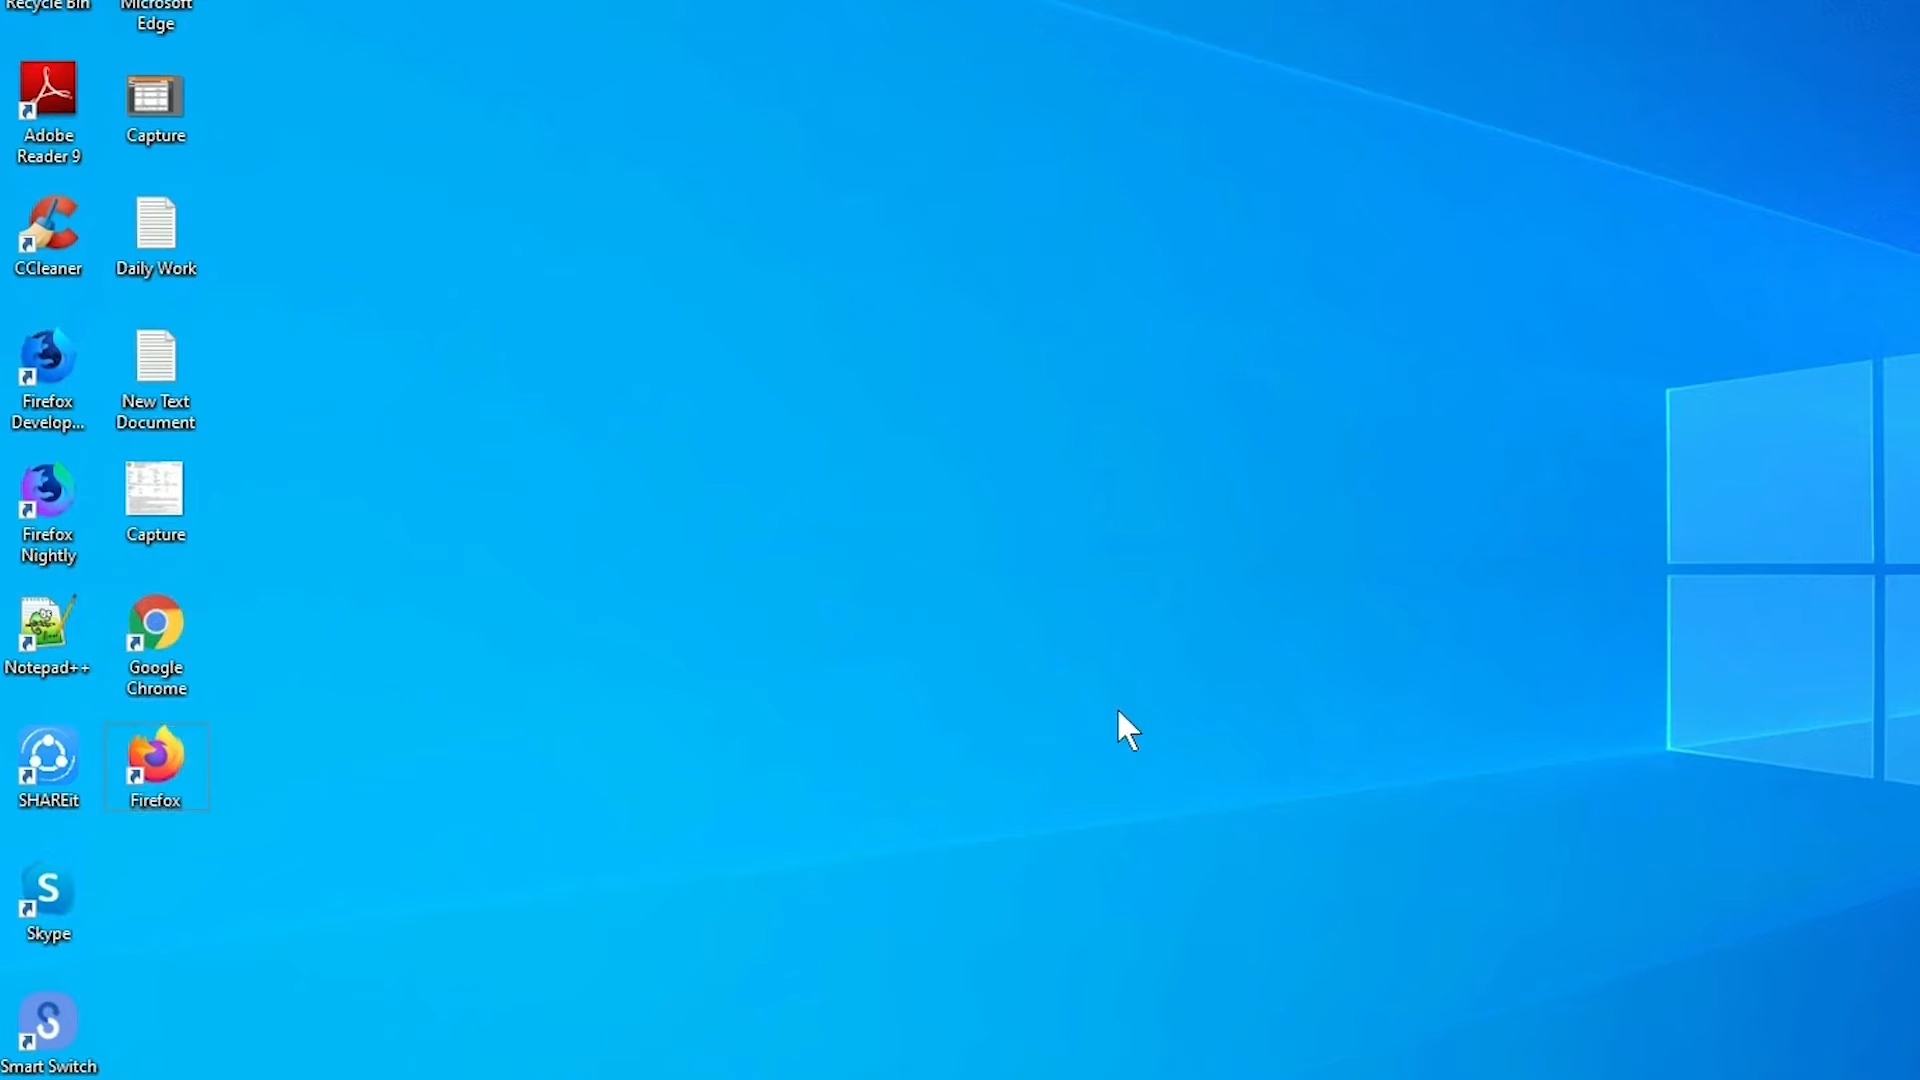 Recycle Bin
Microsoft
Edge
Adobe
Reader 9
Capture
CCleaner
Daily Work
Firefox
Develop...
New Text
Document
Firefox
Nightly
Capture
Notepad++
Google
Chrome
SHAREit
Firefox
Skype
Smart Switch